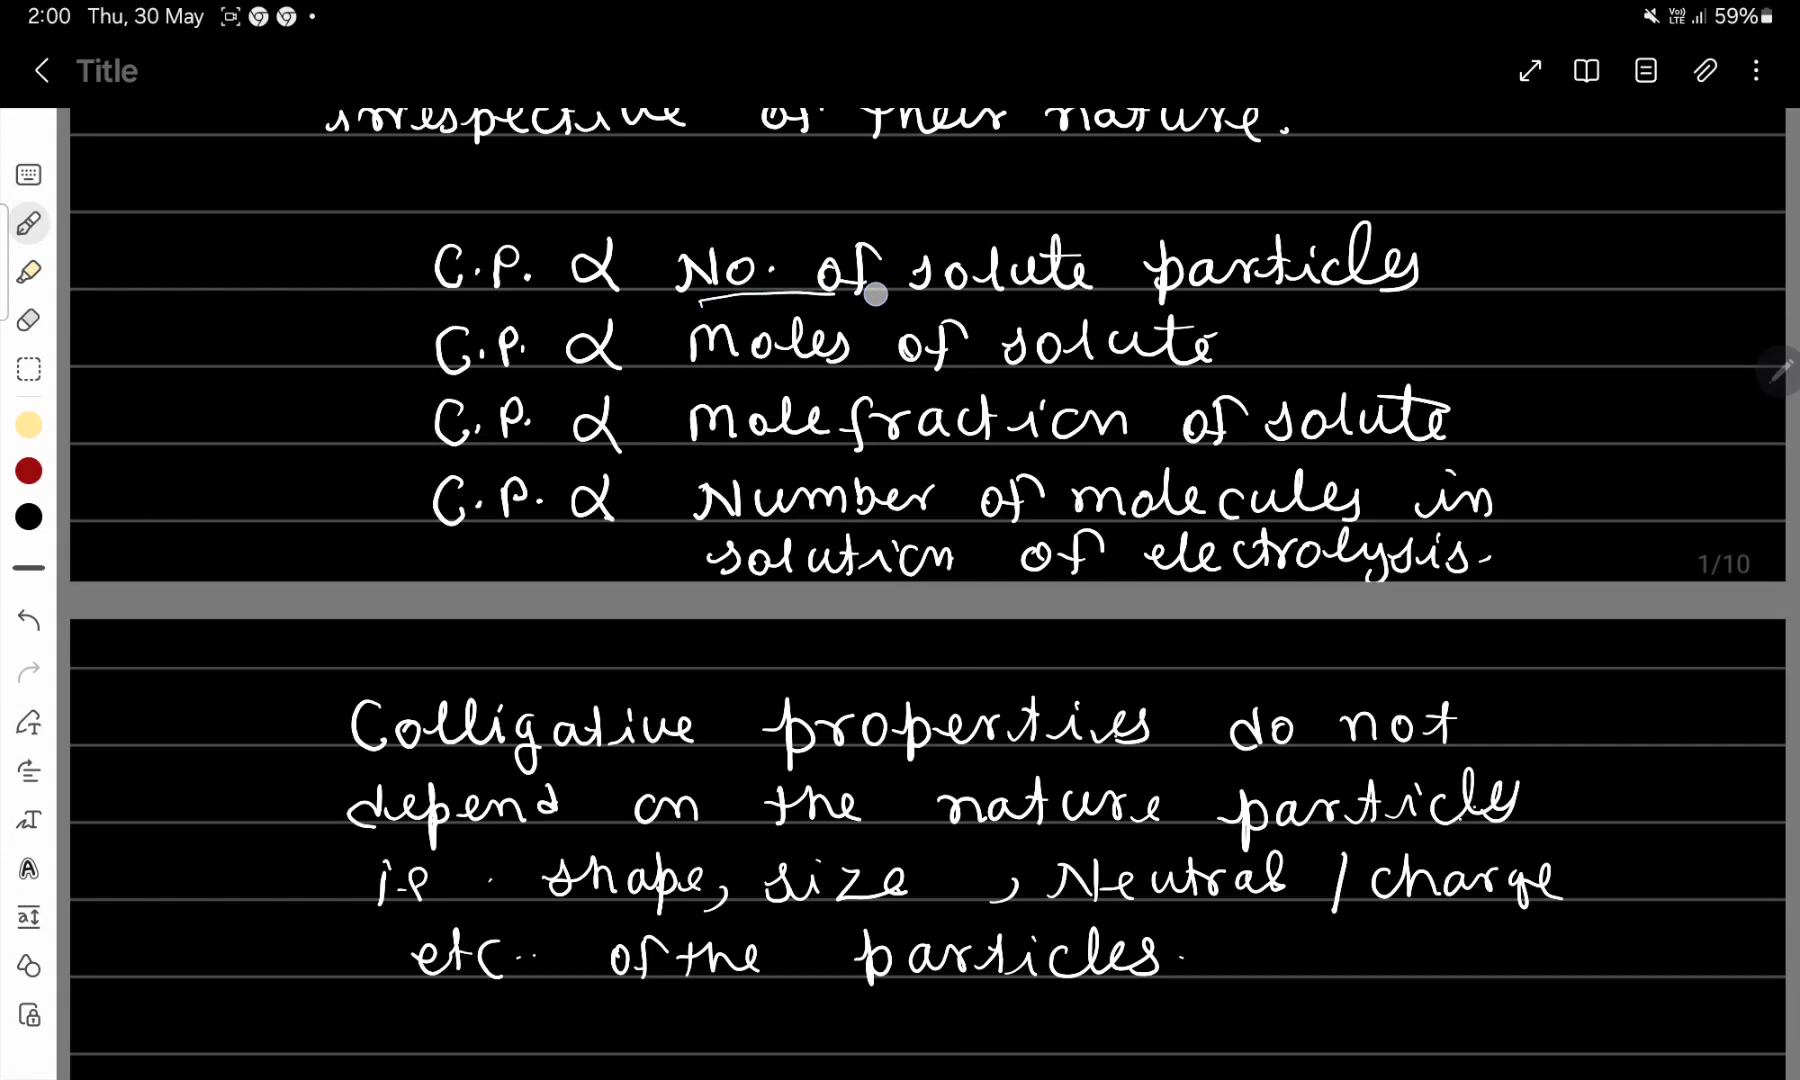 2:00 Thu, 30 May 59%
Title
irrespective of their nature.
C.P. α No. of solute particles
C.P. α Moles of solute
C.P. α Molefraction of solute
C.P. α Number of molecules in
solution of electrolysis.
1/10
Colligative properties do not
depend on the nature particles
i.e. shape, size, Neutral / charge
etc.. of the particles.